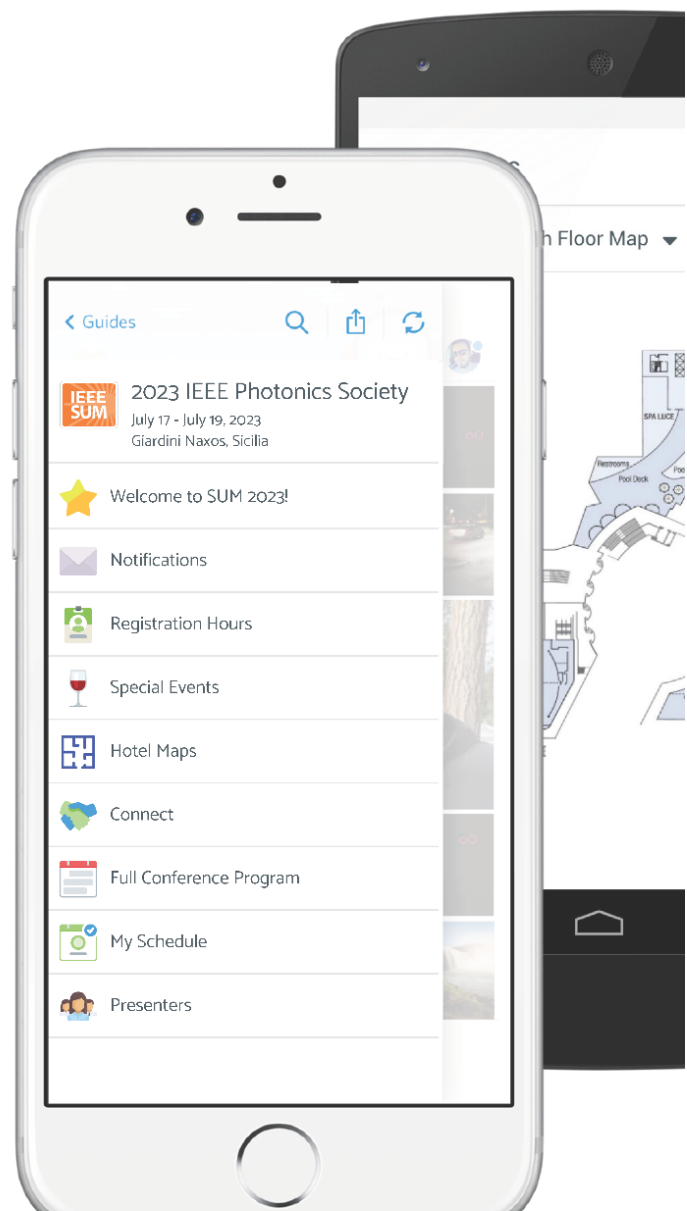 Guides
IEEE
SUM
2023 IEEE Photonics Society
July 17 - July 19, 2023
Giardini Naxos, Sicilia
Welcome to SUM 2023!
Notifications
Registration Hours
Special Events
Hotel Maps
Connect
Full Conference Program
My Schedule
Presenters
h Floor Map
SPA LUCE
Restrooms
Pool Deck